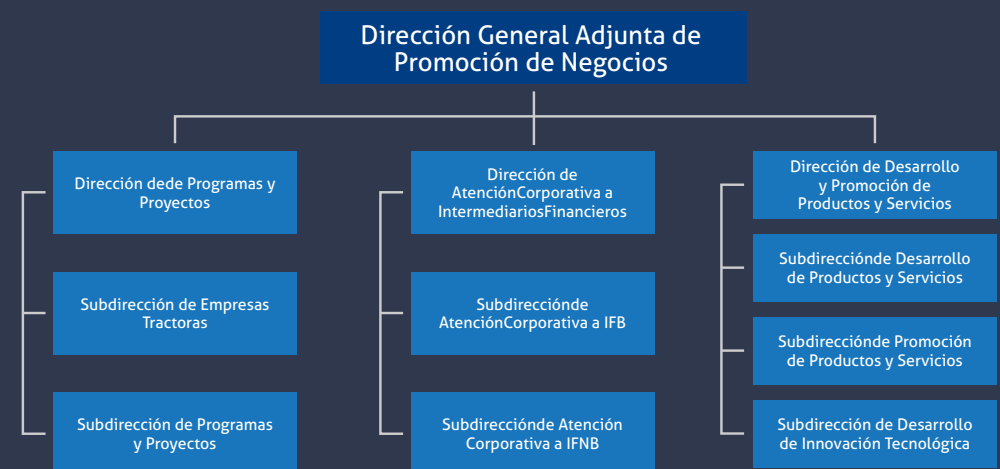 Dirección General Adjunta de
Promoción de Negocios
Dirección dede Programas y
Proyectos
Subdirección de Empresas
Tractoras
Subdirección de Programas
y Proyectos
Dirección de
AtenciónCorporativa a
IntermediariosFinancieros
Subdirecciónde
AtenciónCorporativa a IFB
Subdirecciónde Atención
Corporativa a IFNB
Dirección de Desarrollo
y Promoción de
Productos y Servicios
Subdirecciónde Desarrollo
de Productos y Servicios
Subdirecciónde Promoción
de Productos y Servicios
Subdirección de Desarrollo
de Innovación Tecnológica